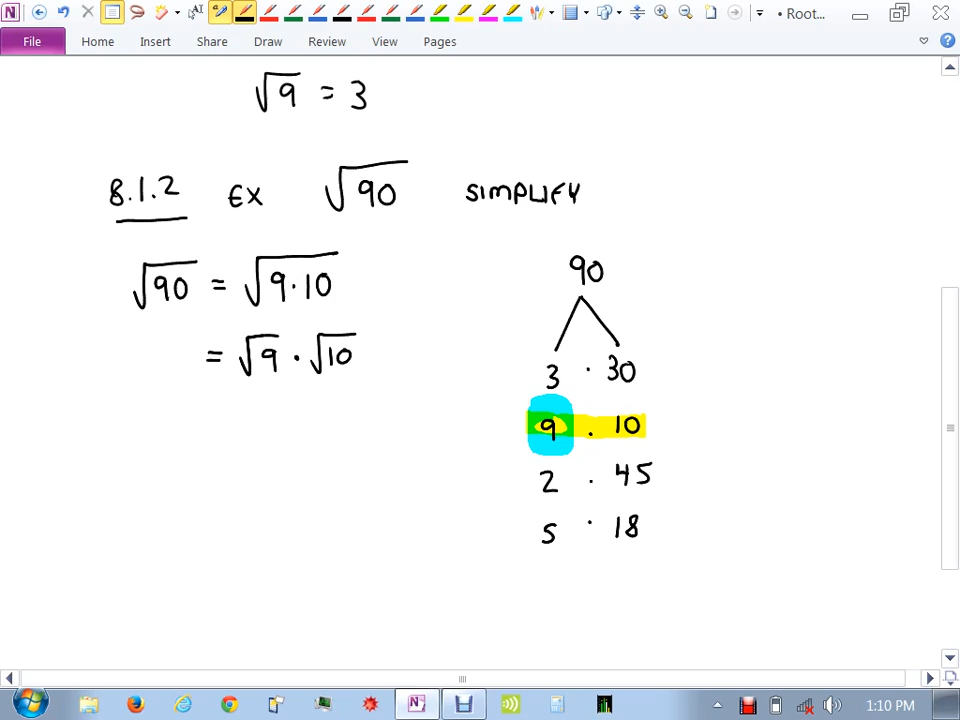 Root...
File Home Insert Share Draw Review View Pages
√9 = 3
8.1.2 EX √90 SIMPLIFY
√90 = √9·10
= √9 · √10
90
3 · 30
9 . 10
2 . 45
5 · 18
1:10 PM